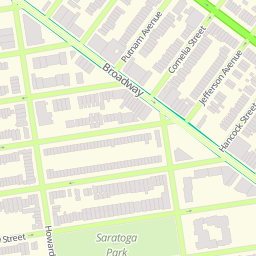 Putnam Avenue
Cornelia Street
Broadway
Jefferson Avenue
Hancock Street
Howard
Street
Saratoga
Park